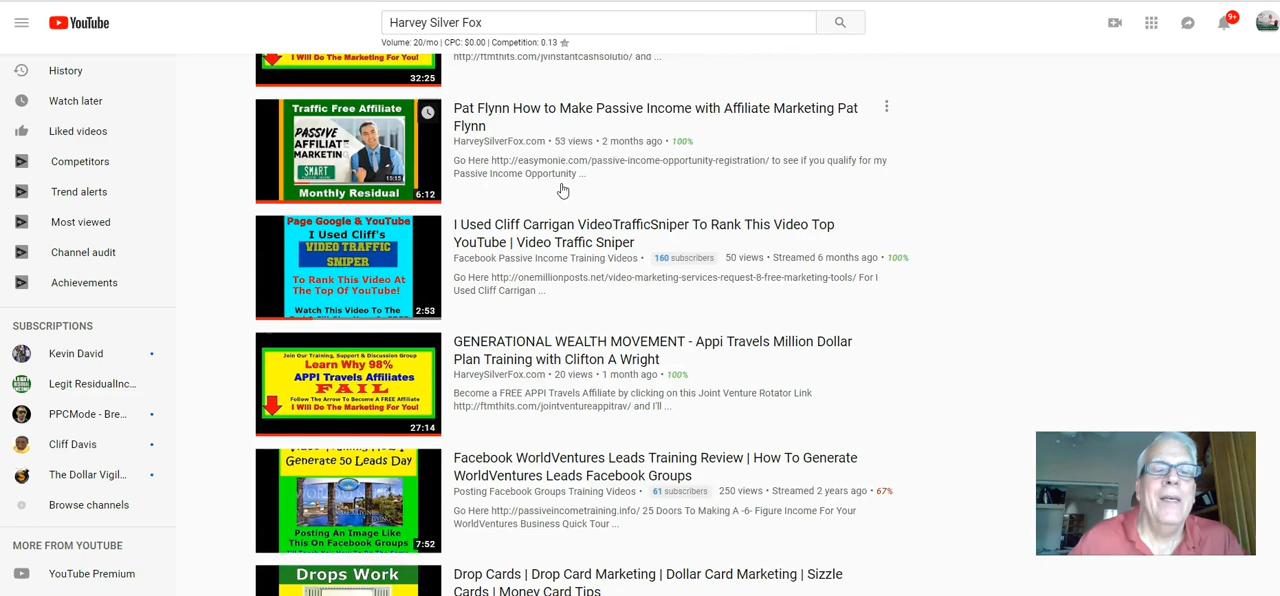 YouTube
Harvey Silver Fox
9+
Volume: 20/mo | CPC: $0.00 | Competition: 0.13
History
Watch later
Liked videos
Competitors
Trend alerts
Most viewed
Channel audit
Achievements
SUBSCRIPTIONS
Kevin David
Legit ResidualInc...
PPCMode - Bre...
Cliff Davis
The Dollar Vigil...
Browse channels
MORE FROM YOUTUBE
YouTube Premium
I Will Do The Marketing For You!
32:25
http://ftmthits.com/jvinstantcashsolutio/ and ...
Traffic Free Affiliate
PASSIVE
AFFILIATE
MARKETING
SMART
Monthly Residual
6:12
Pat Flynn How to Make Passive Income with Affiliate Marketing Pat
Flynn
HarveySilverFox.com • 53 views • 2 months ago • 100%
Go Here http://easymonie.com/passive-income-opportunity-registration/ to see if you qualify for my
Passive Income Opportunity ...
Page Google & YouTube
I Used Cliff's
VIDEO TRAFFIC
SNIPER
To Rank This Video At
The Top Of YouTube!
Watch This Video To The
2:53
I Used Cliff Carrigan VideoTrafficSniper To Rank This Video Top
YouTube | Video Traffic Sniper
Facebook Passive Income Training Videos • 160 subscribers 50 views • Streamed 6 months ago • 100%
Go Here http://onemillionposts.net/video-marketing-services-request-8-free-marketing-tools/ For I
Used Cliff Carrigan ...
Join Our Training, Support & Discussion Group
Learn Why 98%
APPI Travels Affiliates
FAIL
Follow The Arrow To Become A FREE Affiliate
I Will Do The Marketing For You!
27:14
GENERATIONAL WEALTH MOVEMENT - Appi Travels Million Dollar
Plan Training with Clifton A Wright
HarveySilverFox.com • 20 views • 1 month ago • 100%
Become a FREE APPI Travels Affiliate by clicking on this Joint Venture Rotator Link
http://ftmthits.com/jointventureappitrav/ and I'll ...
Generate 50 Leads Day
Posting An Image Like
This On Facebook Groups
7:52
Facebook WorldVentures Leads Training Review | How To Generate
WorldVentures Leads Facebook Groups
Posting Facebook Groups Training Videos • 61 subscribers 250 views • Streamed 2 years ago • 67%
Go Here http://passiveincometraining.info/ 25 Doors To Making A -6- Figure Income For Your
WorldVentures Business Quick Tour ...
Drops Work
Drop Cards | Drop Card Marketing | Dollar Card Marketing | Sizzle
Cards | Money Card Tips